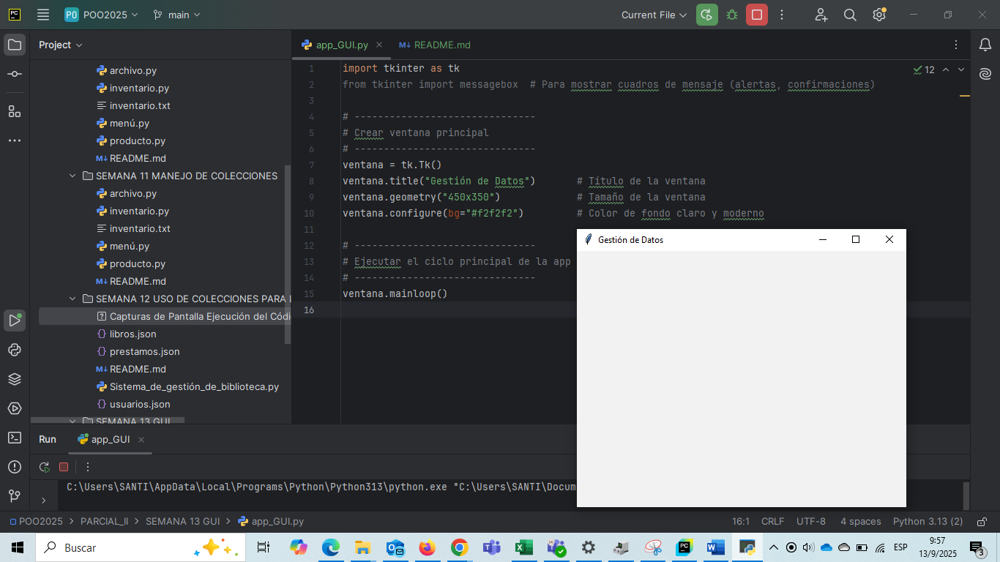 PC
P0 POO2025 main Current File
Project
app_GUI.py
README.md
archivo.py
inventario.py
inventario.txt
menú.py
producto.py
README.md
SEMANA 11 MANEJO DE COLECCIONES
archivo.py
inventario.py
inventario.txt
menú.py
producto.py
README.md
SEMANA 12 USO DE COLECCIONES PARA
Capturas de Pantalla Ejecución del Códi
libros.json
prestamos.json
README.md
Sistema_de_gestión_de_biblioteca.py
usuarios.json
SEMANA 13 GUI
12
1 import tkinter as tk
2 from tkinter import messagebox  # Para mostrar cuadros de mensaje (alertas, confirmaciones)
3
4 # -------------------------------
5 # Crear ventana principal
6 # -------------------------------
7 ventana = tk.Tk()
8 ventana.title("Gestión de Datos")       # Título de la ventana
9 ventana.geometry("450x350")             # Tamaño de la ventana
10 ventana.configure(bg="#f2f2f2")         # Color de fondo claro y moderno
11
12 # -------------------------------
13 # Ejecutar el ciclo principal de la app
14 # -------------------------------
15 ventana.mainloop()
16
Gestión de Datos
Run app_GUI
C:\Users\SANTI\AppData\Local\Programs\Python\Python313\python.exe "C:\Users\SANTI\Docum
POO2025 > PARCIAL_II > SEMANA 13 GUI > app_GUI.py
16:1 CRLF UTF-8 4 spaces Python 3.13 (2)
Buscar
ESP
9:57
13/9/2025
3